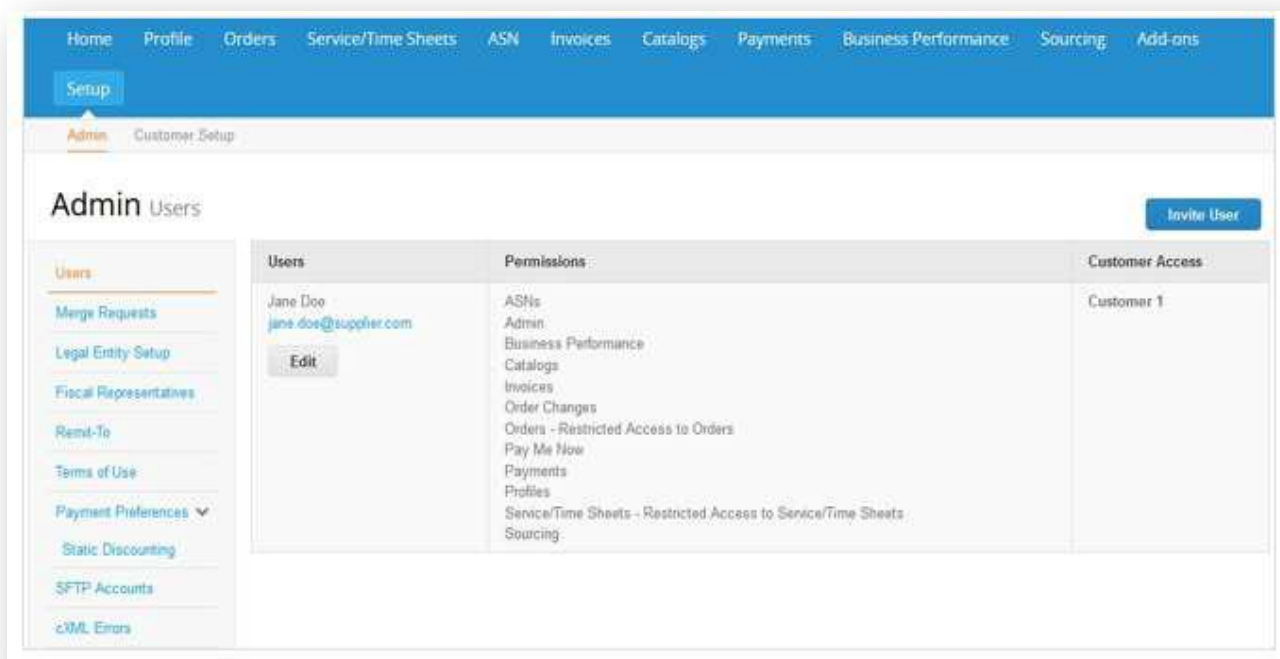 Home Profile Orders Service/Time Sheets ASN Invoices Catalogs Payments Business Performance Sourcing Add-ons
Setup
Admin Customer Setup
Admin Users
Invite User
Users
Merge Requests
Legal Entity Setup
Fiscal Representatives
Remit-To
Terms of Use
Payment Preferences
Static Discounting
SFTP Accounts
cXML Errors
Users Permissions Customer Access
Jane Doe
jane.doe@supplier.com
Edit
ASNs
Admin
Business Performance
Catalogs
Invoices
Order Changes
Orders - Restricted Access to Orders
Pay Me Now
Payments
Profiles
Service/Time Sheets - Restricted Access to Service/Time Sheets
Sourcing
Customer 1